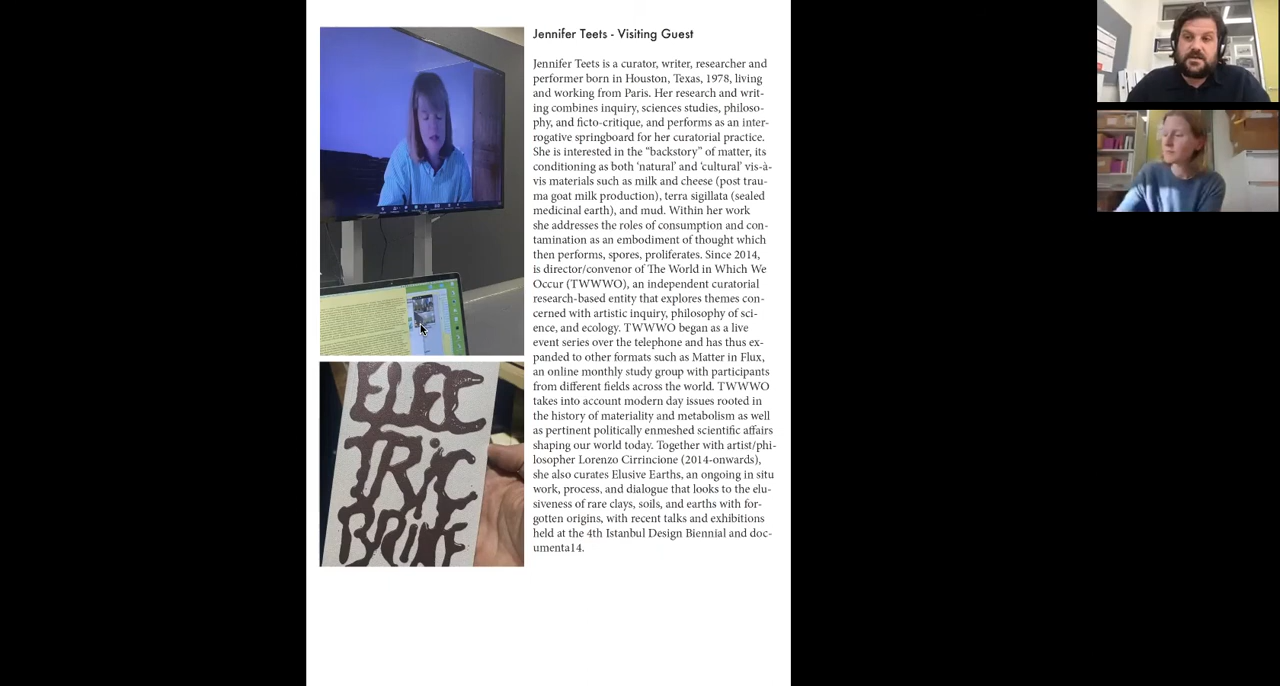 Jennifer Teets - Visiting Guest
Jennifer Teets is a curator, writer, researcher and
performer born in Houston, Texas, 1978, living
and working from Paris. Her research and writ-
ing combines inquiry, sciences studies, philoso-
phy, and ficto-critique, and performs as an inter-
rogative springboard for her curatorial practice.
She is interested in the “backstory” of matter, its
conditioning as both ‘natural’ and ‘cultural’ vis-à-
vis materials such as milk and cheese (post trau-
ma goat milk production), terra sigillata (sealed
medicinal earth), and mud. Within her work
she addresses the roles of consumption and con-
tamination as an embodiment of thought which
then performs, spores, proliferates. Since 2014,
is director/convenor of The World in Which We
Occur (TWWWO), an independent curatorial
research-based entity that explores themes con-
cerned with artistic inquiry, philosophy of sci-
ence, and ecology. TWWWO began as a live
event series over the telephone and has thus ex-
panded to other formats such as Matter in Flux,
an online monthly study group with participants
from different fields across the world. TWWWO
takes into account modern day issues rooted in
the history of materiality and metabolism as well
as pertinent politically enmeshed scientific affairs
shaping our world today. Together with artist/phi-
losopher Lorenzo Cirrincione (2014-onwards),
she also curates Elusive Earths, an ongoing in situ
work, process, and dialogue that looks to the elu-
siveness of rare clays, soils, and earths with for-
gotten origins, with recent talks and exhibitions
held at the 4th Istanbul Design Biennial and doc-
umenta14.
ELEC
TRiC
BRiNE